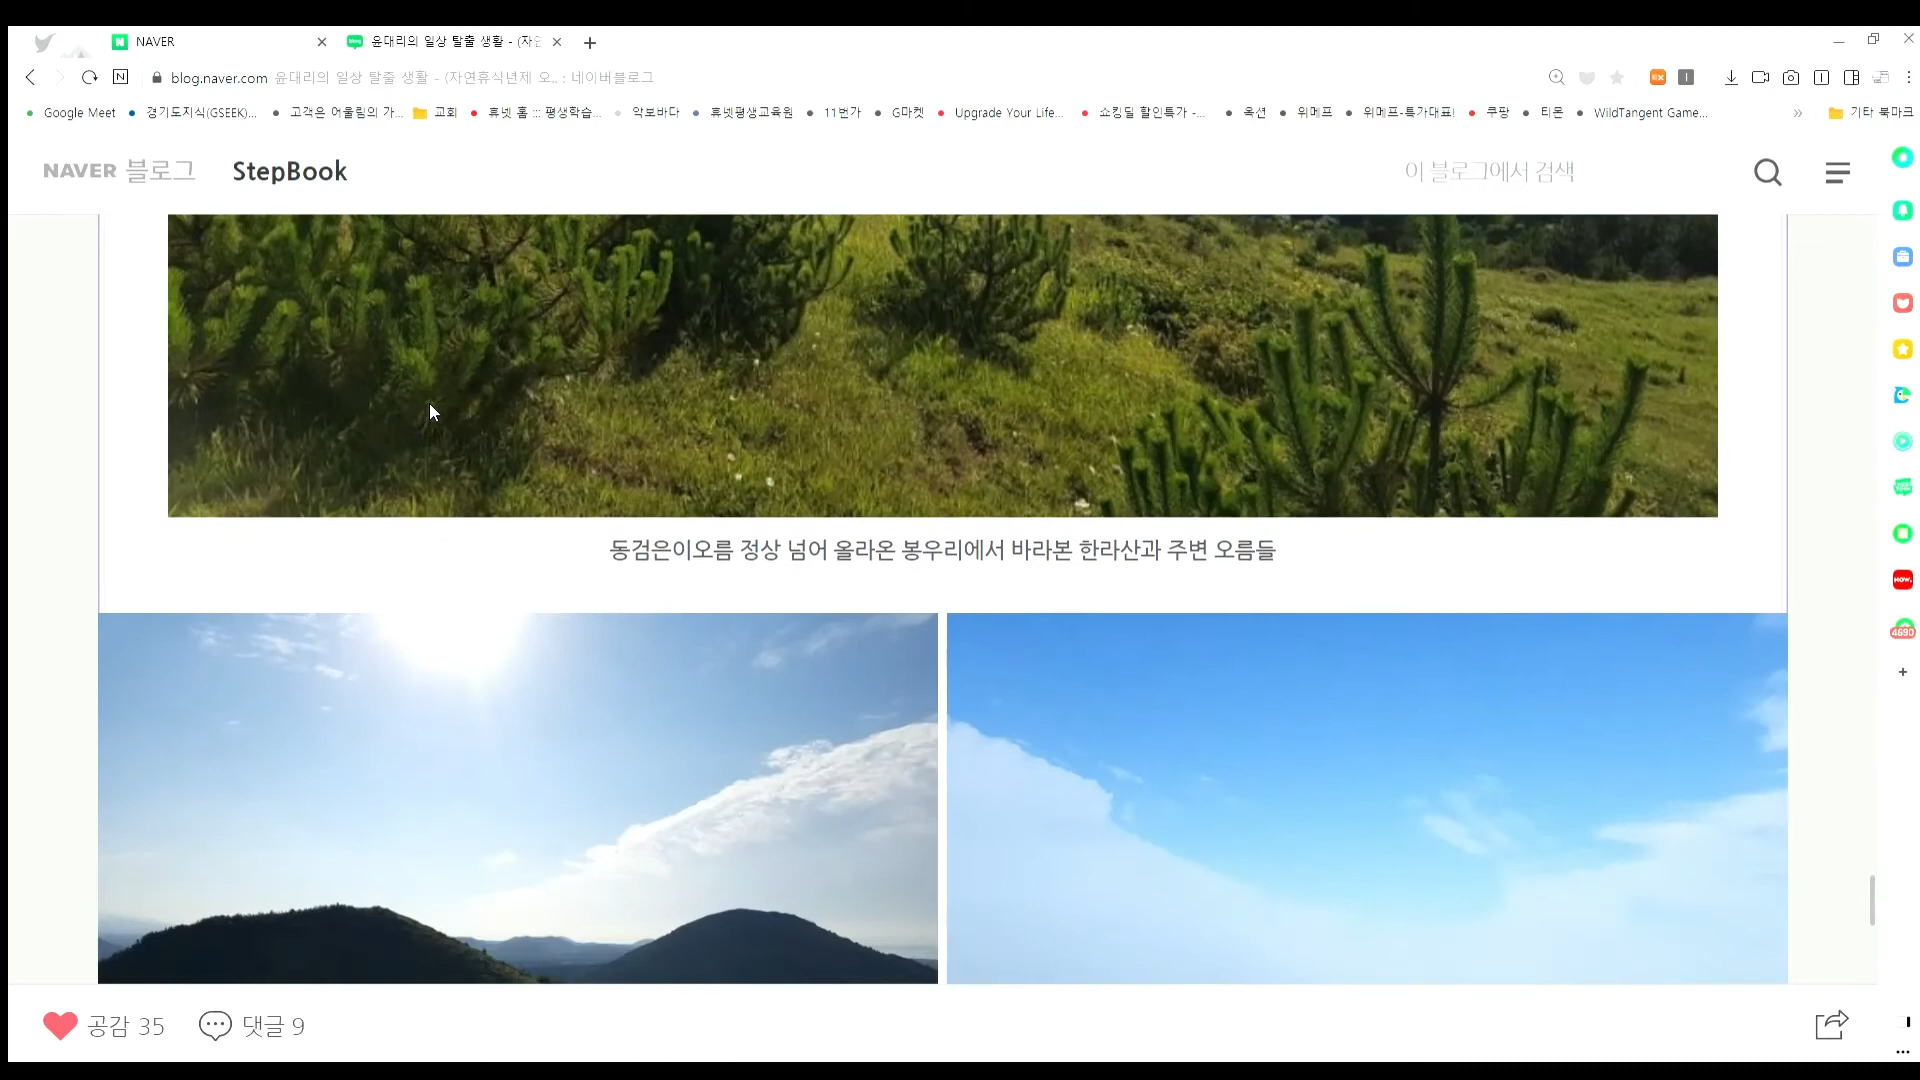 NAVER
윤대리의 일상 탈출 생활 - (자연
blog.naver.com 윤대리의 일상 탈출 생활 - (자연휴식년제 오.. : 네이버블로그
Google Meet 경기도지식(GSEEK)... 고객은 어울림의 가... 교회 휴넷 홈 ::: 평생학습... 악보바다 휴넷평생교육원 11번가 G마켓 Upgrade Your Life... 쇼킹딜 할인특가 -... 옥션 위메프 위메프-특가대표! 쿠팡 티몬 WildTangent Game... 기타 북마크
NAVER 블로그 StepBook 이 블로그에서 검색
동검은이오름 정상 넘어 올라온 봉우리에서 바라본 한라산과 주변 오름들
NOW.
4690
공감 35 댓글 9